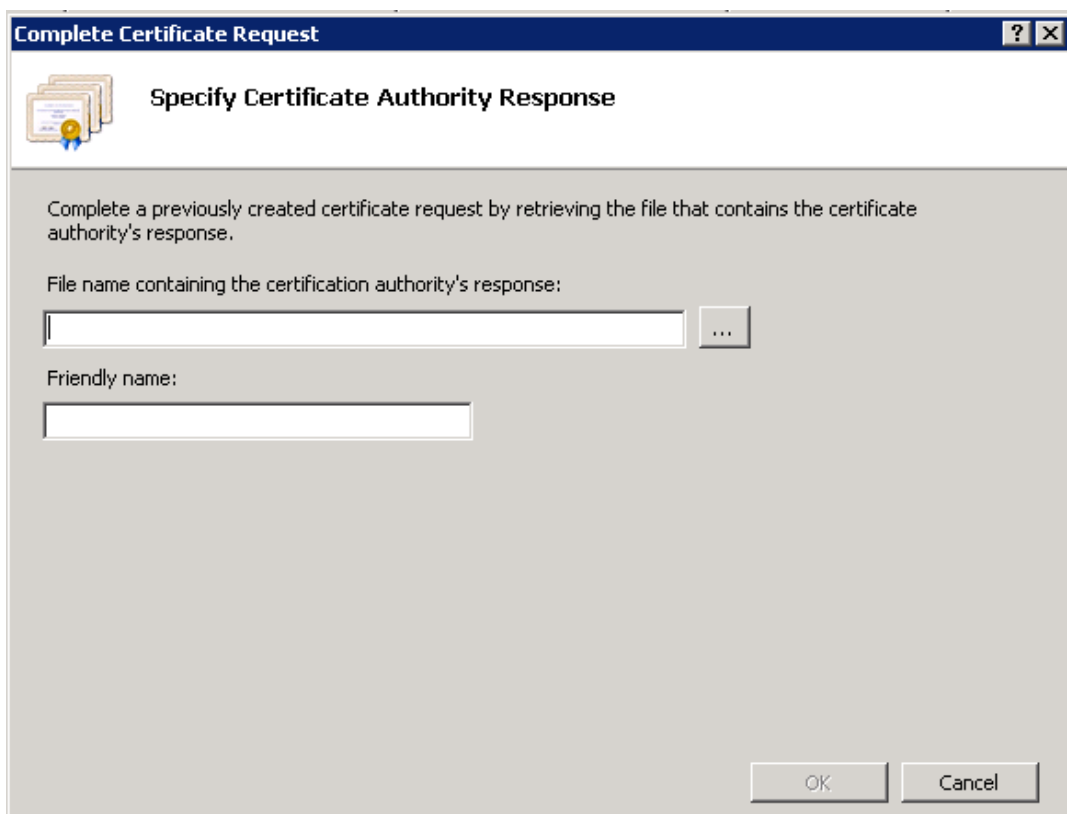 Complete Certificate Request
?
Specify Certificate Authority Response
Complete a previously created certificate request by retrieving the file that contains the certificate
authority's response.
File name containing the certification authority's response:
...
Friendly name:
OK Cancel